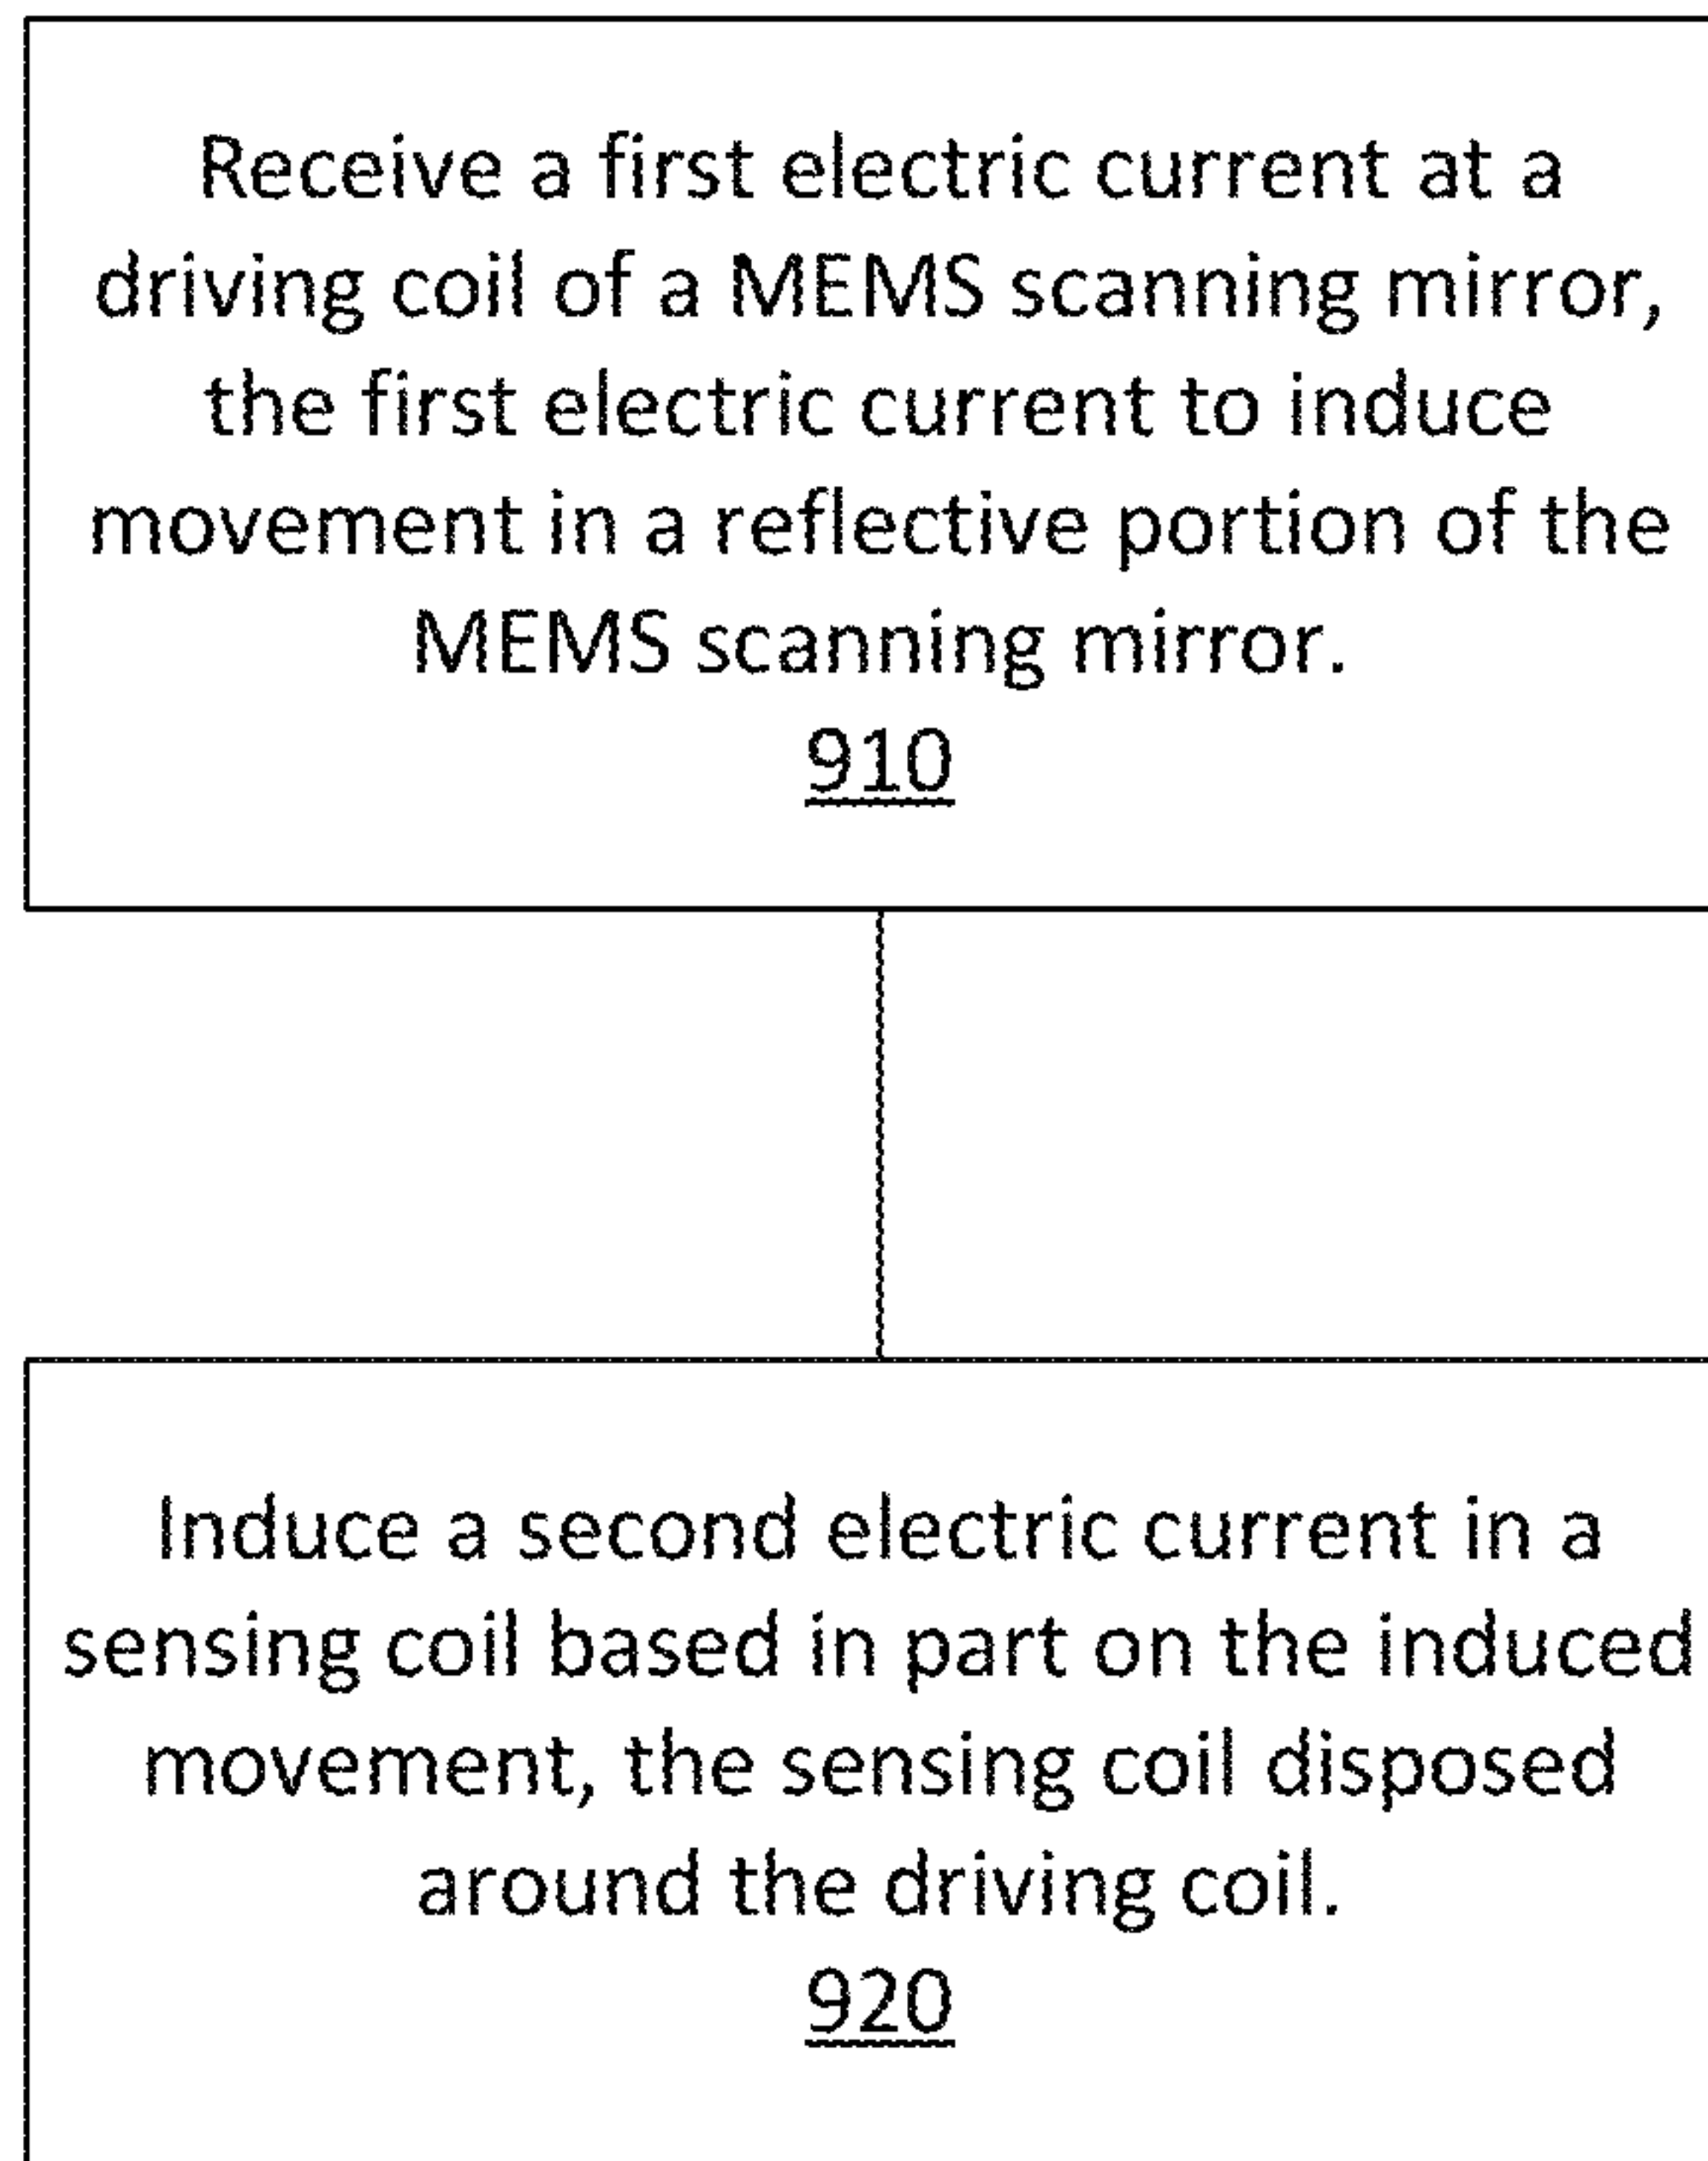 Receive a first electric current at a
driving coil of a MEMS scanning mirror,
the first electric current to induce
movement in a reflective portion of the
MEMS scanning mirror.
910
Induce a second electric current in a
sensing coil based in part on the induced
movement, the sensing coil disposed
around the driving coil.
920